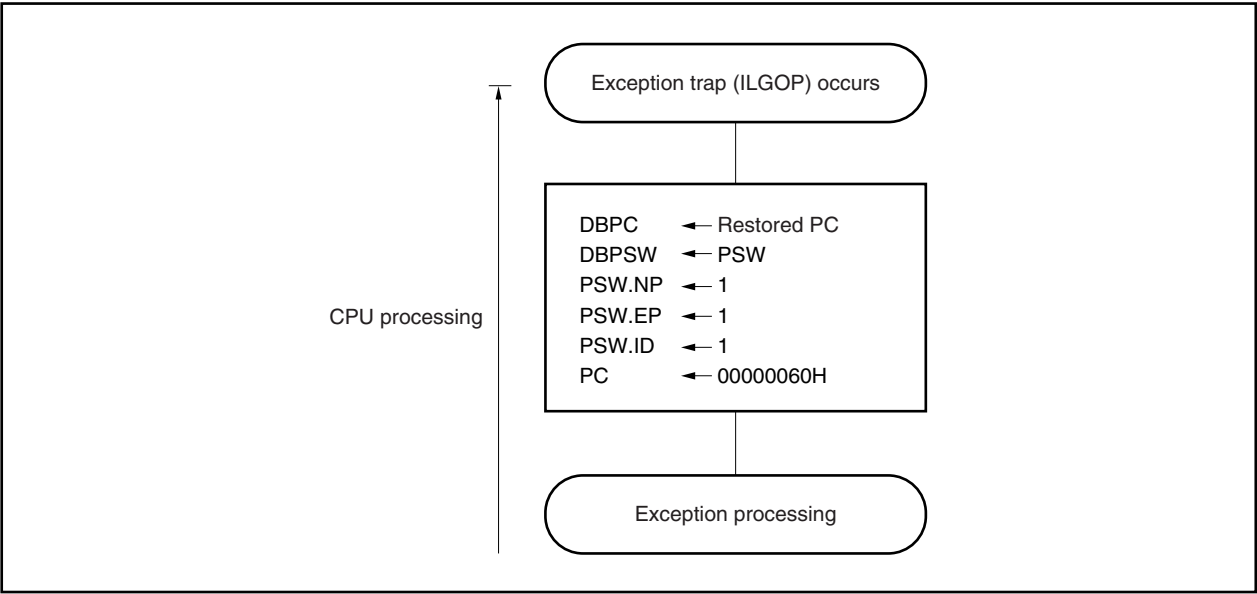 Exception trap (ILGOP) occurs
DBPC ← Restored PC
DBPSW ← PSW
PSW.NP ← 1
PSW.EP ← 1
PSW.ID ← 1
PC ← 00000060H
CPU processing
Exception processing